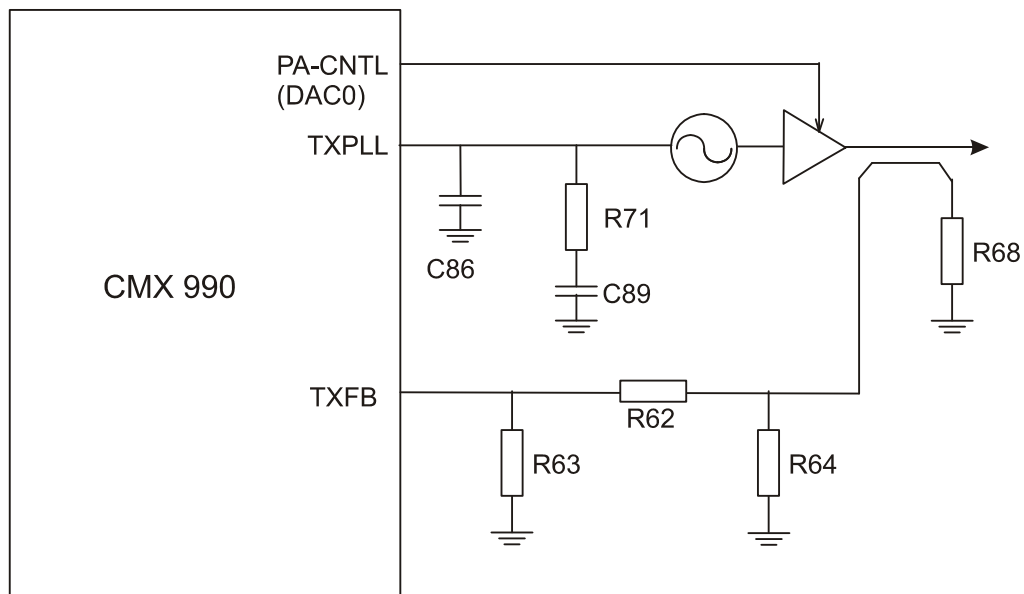 PA-CNTL
(DAC0)
TXPLL
R71
R68
C86
CMX 990
C89
TXFB
R62
R63
R64